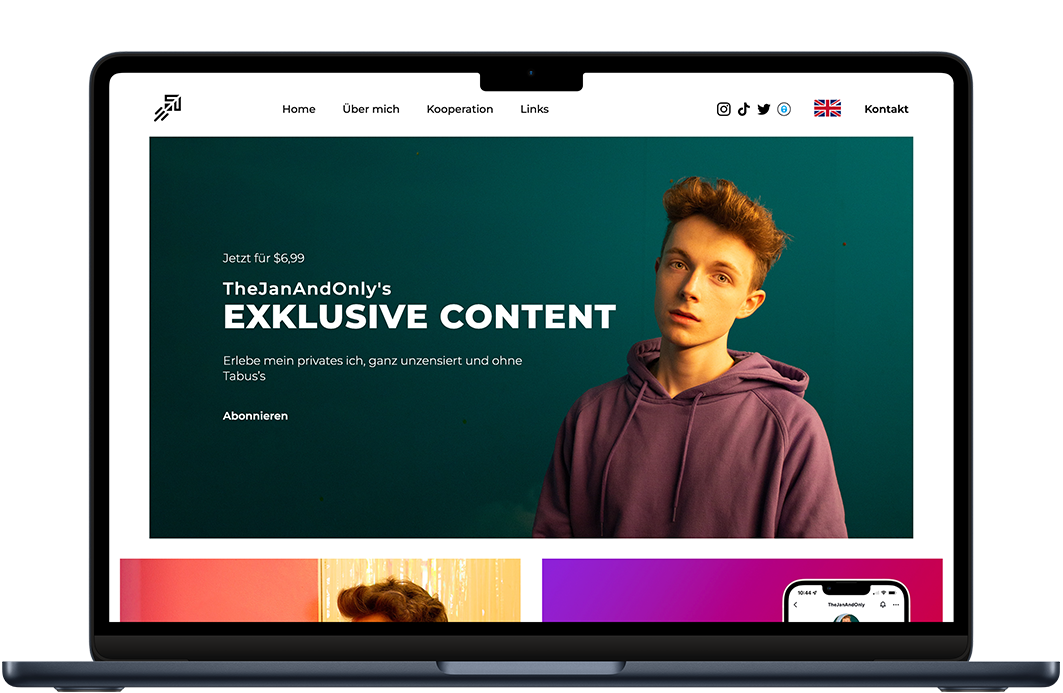 Home
Über mich
Kooperation
Links
Kontakt
Jetzt für $6,99
TheJanAndOnly's
EXKLUSIVE CONTENT
Erlebe mein privates ich, ganz unzensiert und ohne
Tabus's
Abonnieren
10:44
TheJanAndOnly